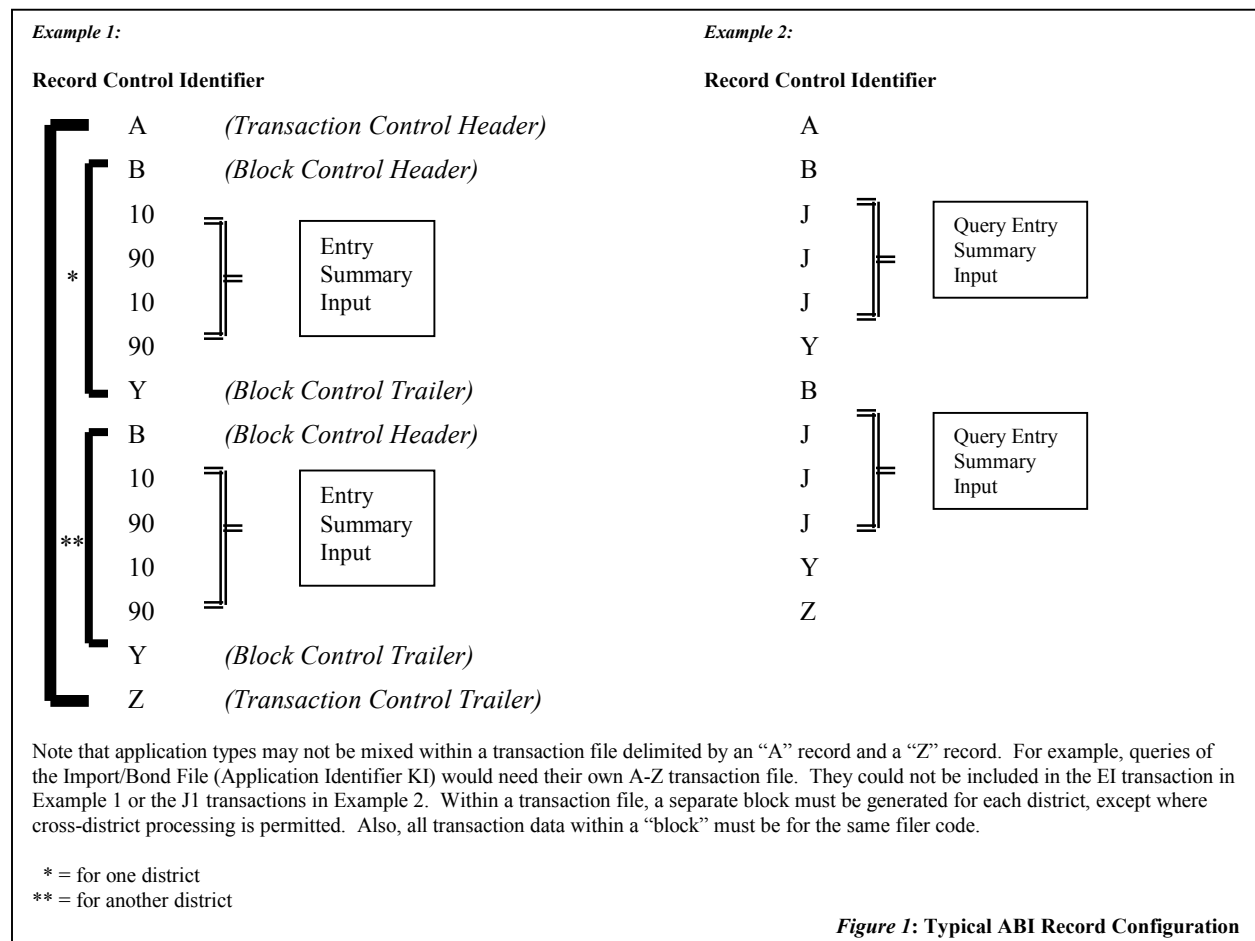 Example 1:
Record Control Identifier
A (Transaction Control Header)
B (Block Control Header)
10
90
10
90
Entry
Summary
Input
*
Y (Block Control Trailer)
B (Block Control Header)
10
90
10
90
Entry
Summary
Input
**
Y (Block Control Trailer)
Z (Transaction Control Trailer)
Example 2:
Record Control Identifier
A
B
J
J
J
Query Entry
Summary
Input
Y
B
J
J
J
Query Entry
Summary
Input
Y
Z
Note that application types may not be mixed within a transaction file delimited by an “A” record and a “Z” record. For example, queries of
the Import/Bond File (Application Identifier KI) would need their own A-Z transaction file. They could not be included in the EI transaction in
Example 1 or the J1 transactions in Example 2. Within a transaction file, a separate block must be generated for each district, except where
cross-district processing is permitted. Also, all transaction data within a “block” must be for the same filer code.
* = for one district
** = for another district
Figure 1: Typical ABI Record Configuration